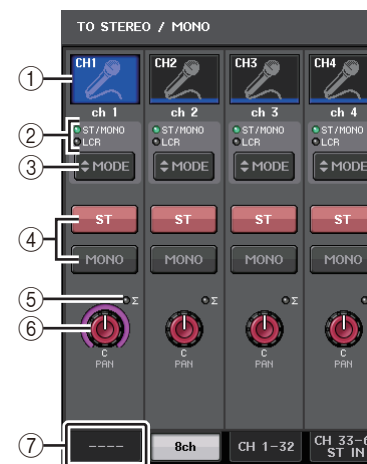 TO STEREO / MONO
CH1 CH2 CH3 CH4
ch 1 ch 2 ch 3 ch 4
ST/MONO ST/MONO ST/MONO ST/MONO
LCR LCR LCR LCR
MODE MODE MODE MODE
ST ST ST ST
MONO MONO MONO MONO
Σ Σ Σ
C C C C
PAN PAN PAN PAN
---- 8ch CH 1-32 CH 33-6
ST IN
① 
② 
③ 
④ 
⑤ 
⑥ 
⑦